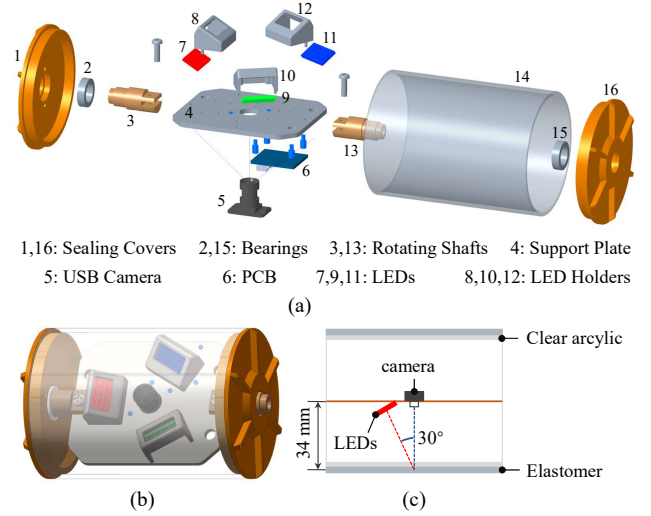 1
2
3
4
5
6
7
8
9
10
11
12
13
14
15
16
1,16: Sealing Covers 2,15: Bearings 3,13: Rotating Shafts 4: Support Plate
5: USB Camera 6: PCB 7,9,11: LEDs 8,10,12: LED Holders
(a)
Clear arcylic
camera
34 mm
LEDs
30°
Elastomer
(b)
(c)